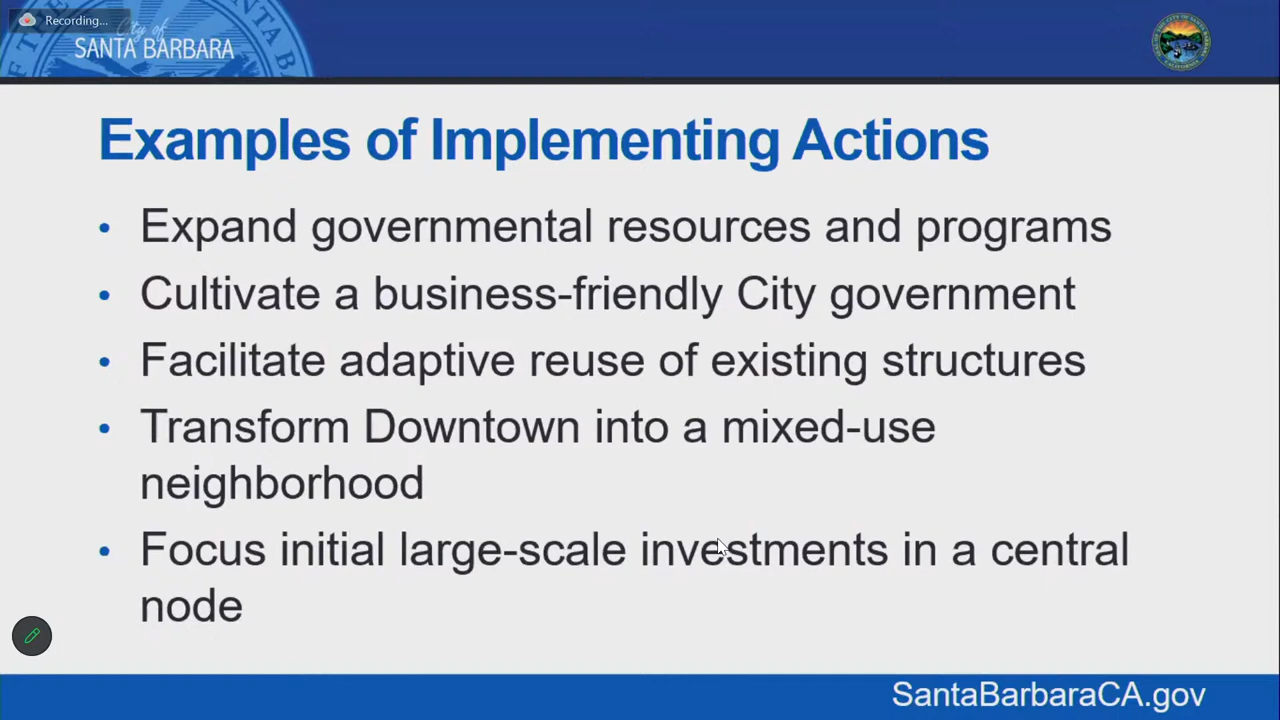 Recording...
City of
SANTA BARBARA
Examples of Implementing Actions
• Expand governmental resources and programs
• Cultivate a business-friendly City government
• Facilitate adaptive reuse of existing structures
• Transform Downtown into a mixed-use
neighborhood
• Focus initial large-scale investments in a central
node
SantaBarbaraCA.gov